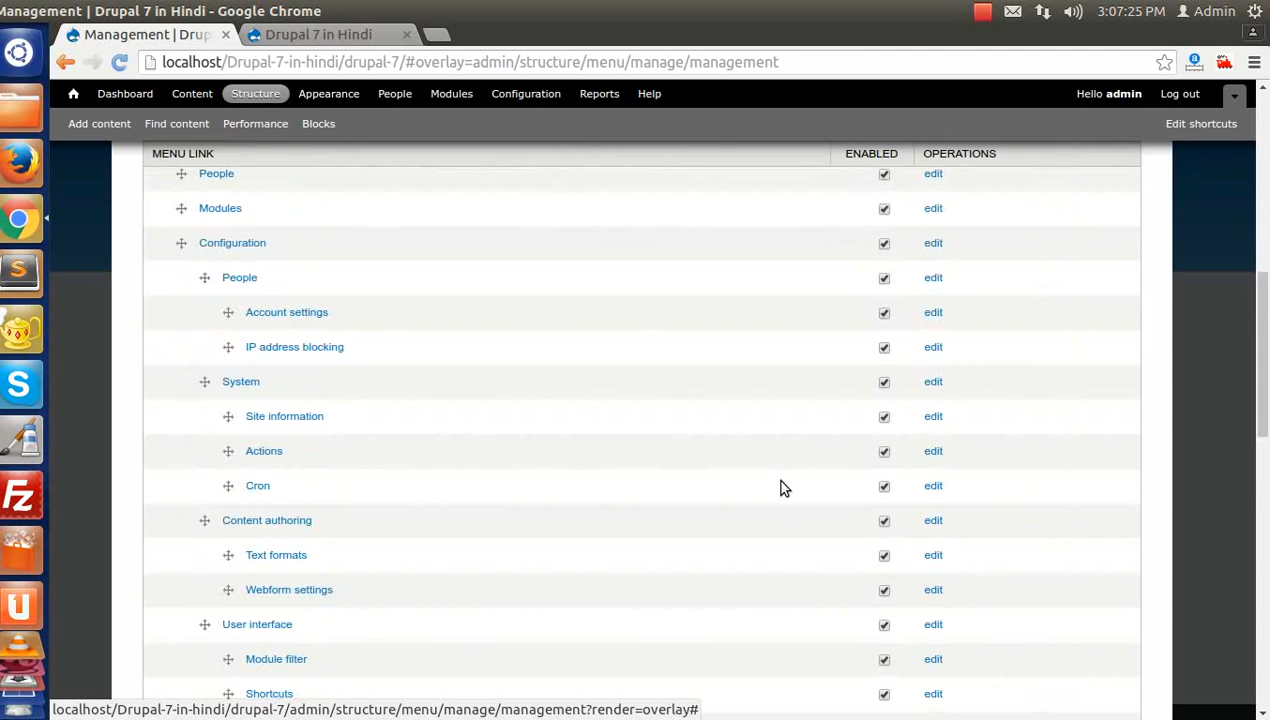 Management | Drupal 7 in Hindi - Google Chrome
3:07:25 PM Admin
Management | Drup
Drupal 7 in Hindi
localhost/Drupal-7-in-hindi/drupal-7/#overlay=admin/structure/menu/manage/management
Dashboard Content Structure Appearance People Modules Configuration Reports Help Hello admin Log out
Add content Find content Performance Blocks Edit shortcuts
MENU LINK ENABLED OPERATIONS
People edit
Modules edit
Configuration edit
People edit
Account settings edit
IP address blocking edit
System edit
Site information edit
Actions edit
Cron edit
Content authoring edit
Text formats edit
Webform settings edit
User interface edit
Module filter edit
Shortcuts edit
localhost/Drupal-7-in-hindi/drupal-7/admin/structure/menu/manage/management?render=overlay#